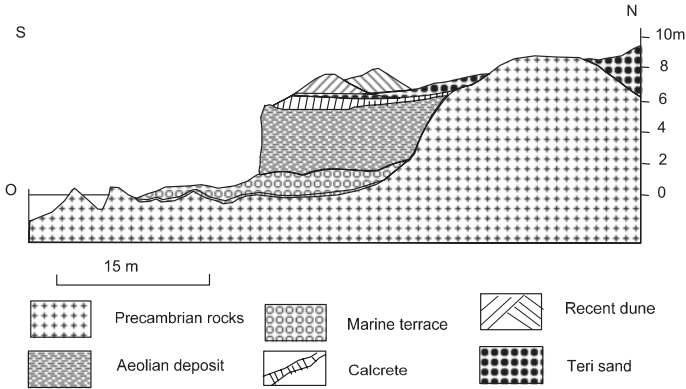 S
N
10m
8
6
4
2
O
0
15 m
Precambrian rocks
Marine terrace
Recent dune
Aeolian deposit
Calcrete
Teri sand